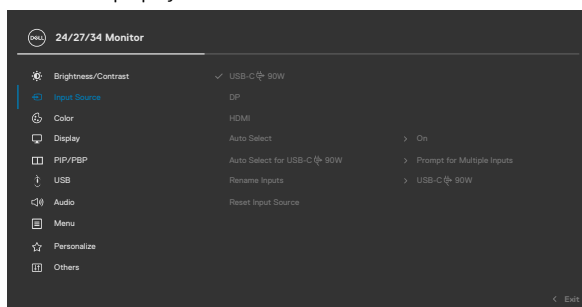 DELL 24/27/34 Monitor
Brightness/Contrast ✓ USB-C 90W
Input Source DP
Color HDMI
Display Auto Select > On
PIP/PBP Auto Select for USB-C 90W > Prompt for Multiple Inputs
USB Rename Inputs > USB-C 90W
Audio Reset Input Source
Menu
Personalize
Others
< Exit